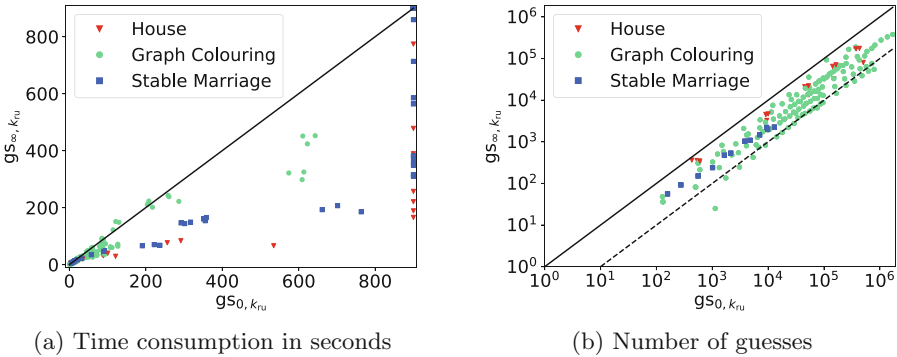 House
Graph Colouring
Stable Marriage
800
600
400
200
0
gs∞, kru
0 200 400 600 800
gs0, kru
(a) Time consumption in seconds
House
Graph Colouring
Stable Marriage
10^6
10^5
10^4
10^3
10^2
10^1
10^0
gs∞, kru
10^0 10^1 10^2 10^3 10^4 10^5 10^6
gs0, kru
(b) Number of guesses